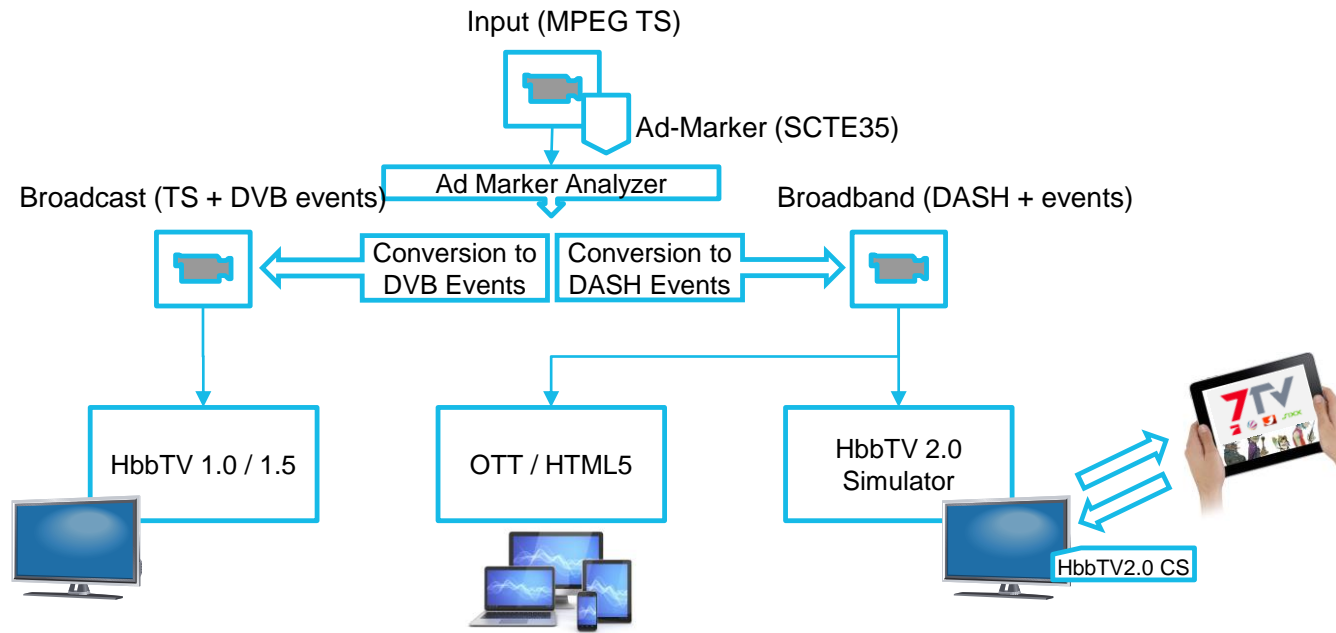 Input (MPEG TS)
Ad-Marker (SCTE35)
Ad Marker Analyzer
Broadcast (TS + DVB events)
Broadband (DASH + events)
Conversion to
DVB Events
Conversion to
DASH Events
HbbTV 1.0 / 1.5
OTT / HTML5
HbbTV 2.0
Simulator
7TV
HbbTV2.0 CS